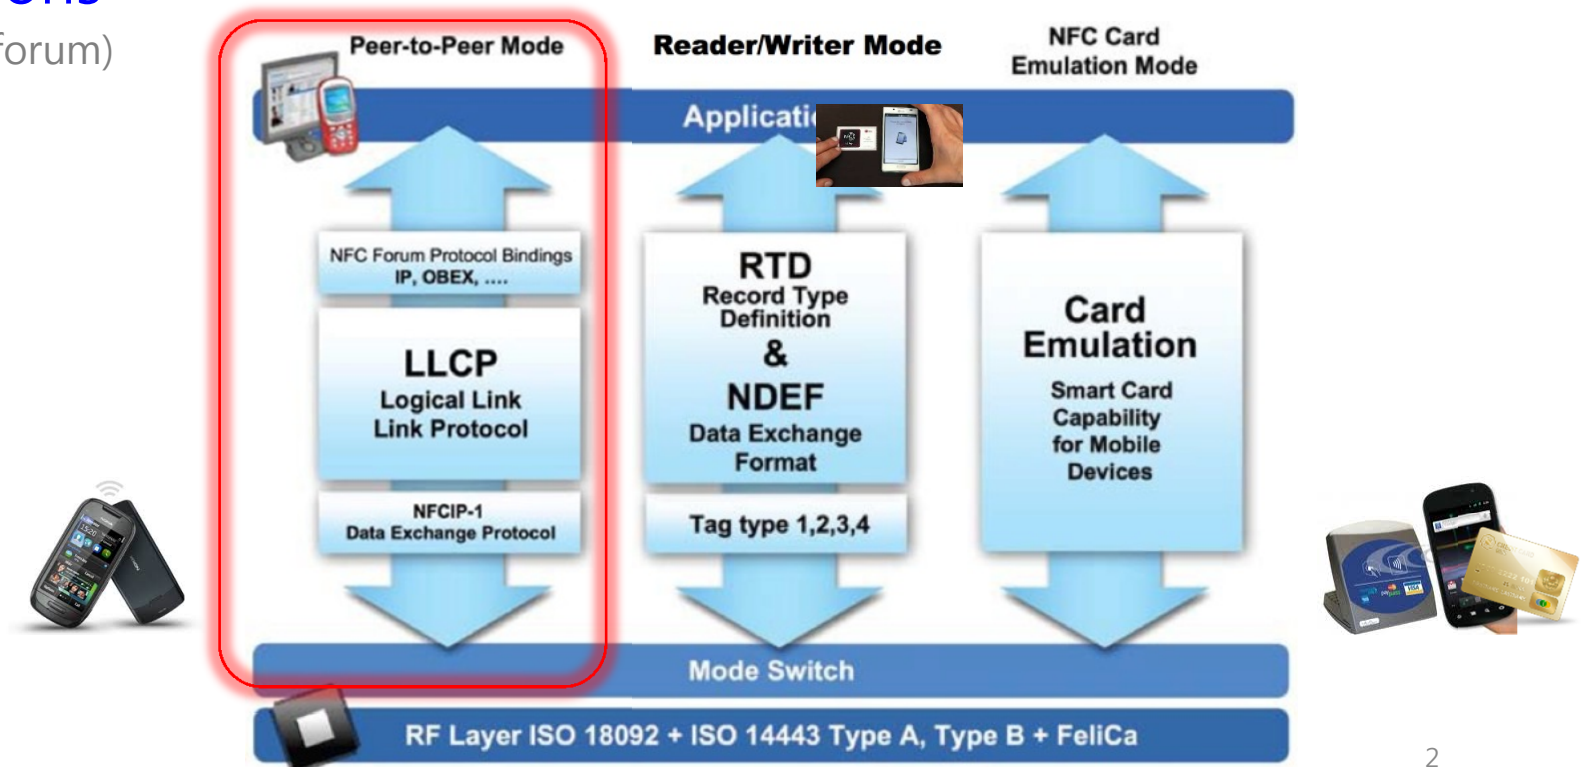 forum)
Peer-to-Peer Mode
Reader/Writer Mode
NFC Card
Emulation Mode
NFC Forum Protocol Bindings
IP, OBEX, ....
LLCP
Logical Link
Link Protocol
NFCIP-1
Data Exchange Protocol
RTD
Record Type
Definition
&
NDEF
Data Exchange
Format
Tag type 1,2,3,4
Card
Emulation
Smart Card
Capability
for Mobile
Devices
Mode Switch
RF Layer ISO 18092 + ISO 14443 Type A, Type B + FeliCa
VISA
2